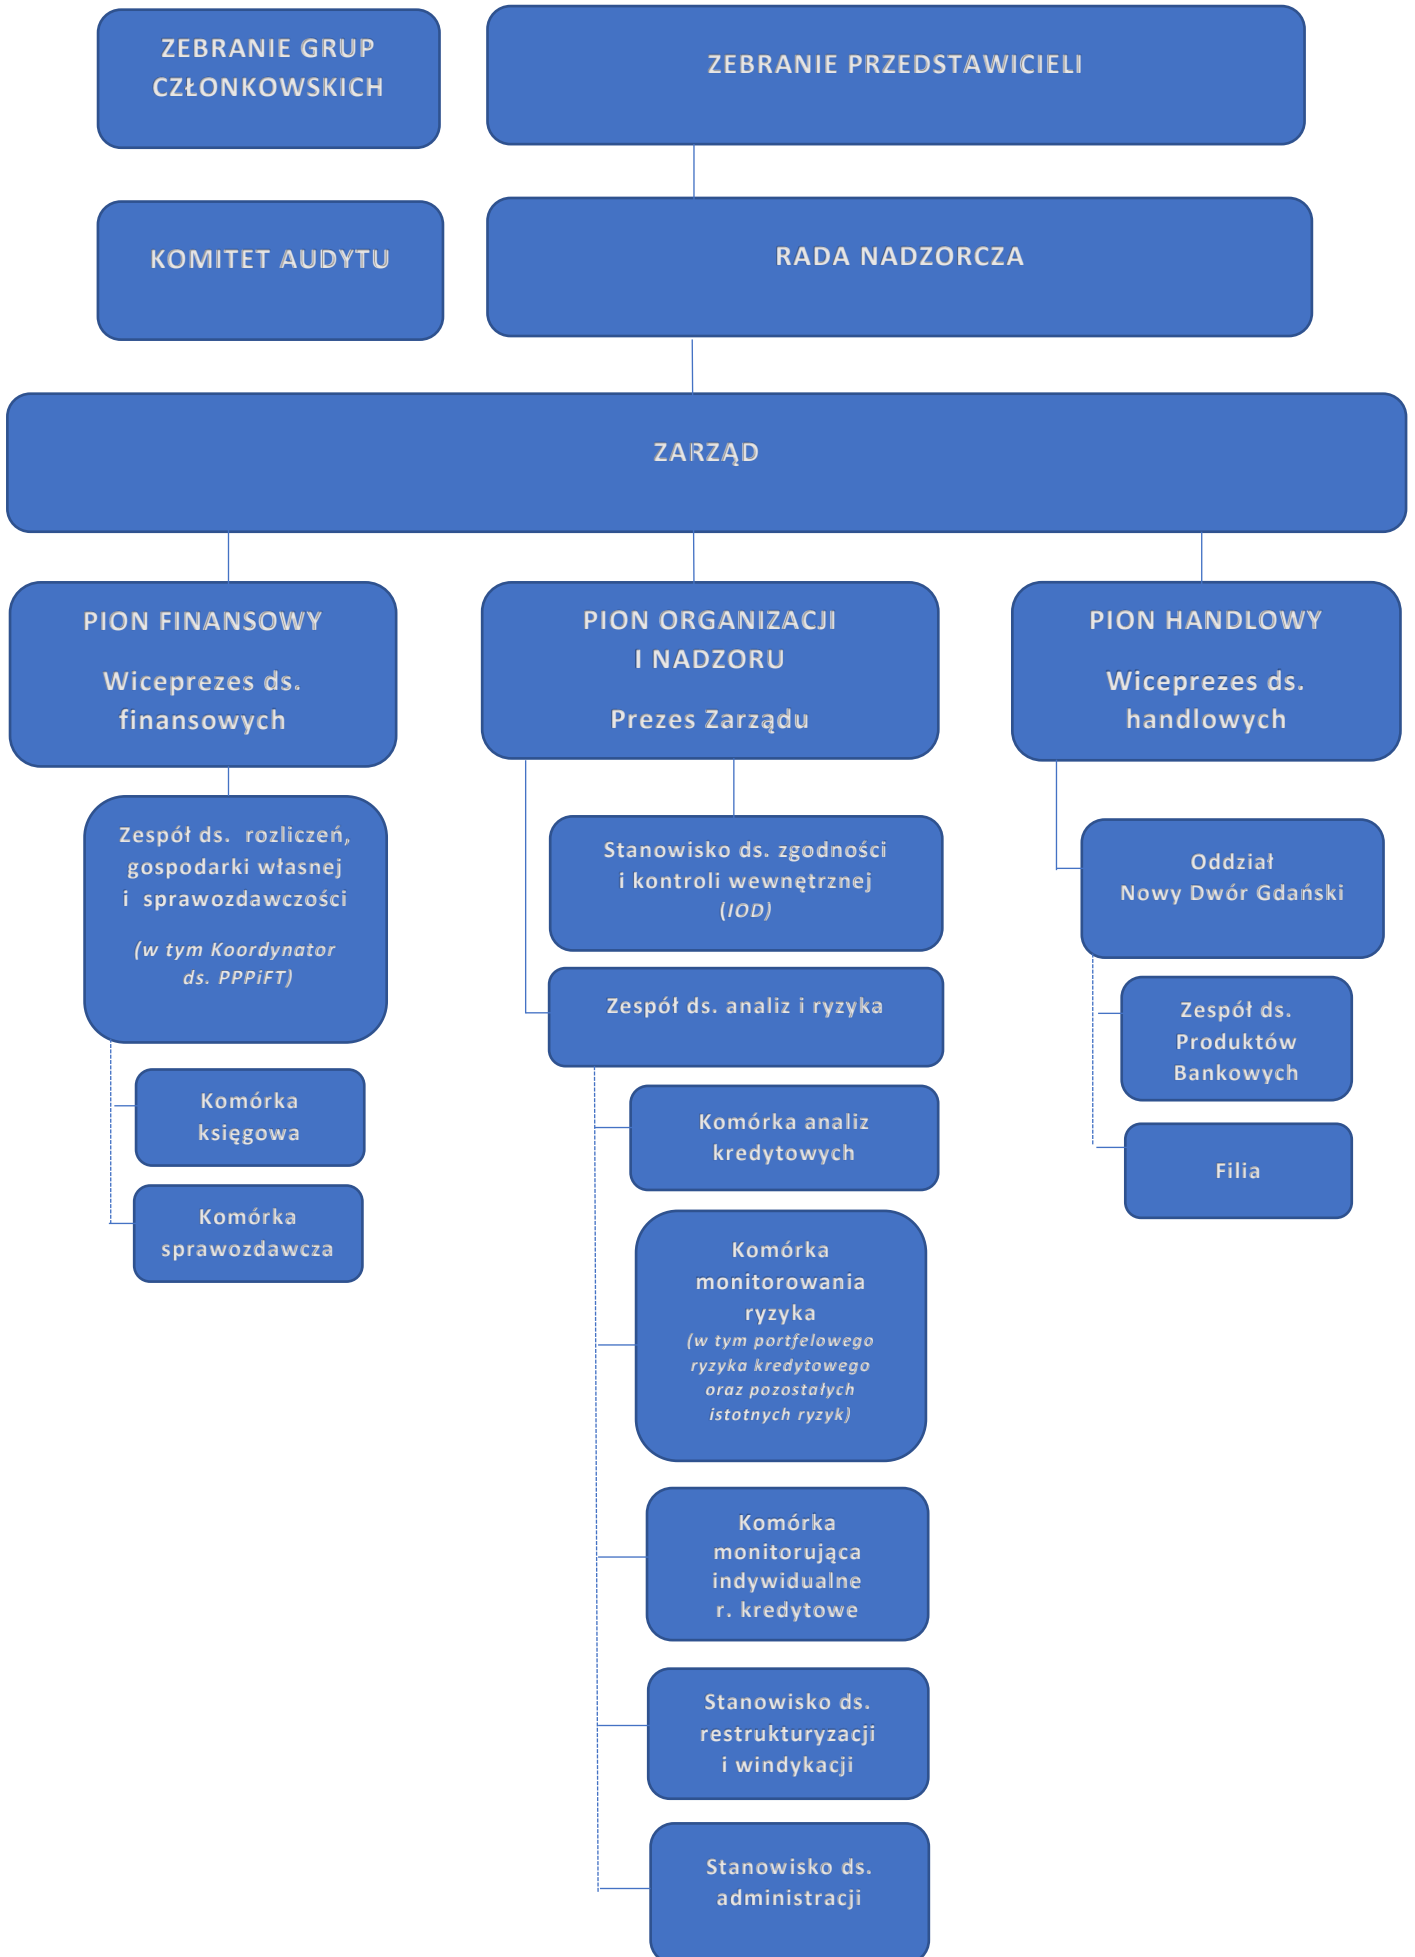 ZEBRANIE GRUP
CZŁONKOWSKICH
ZEBRANIE PRZEDSTAWICIELI
KOMITET AUDYTU
RADA NADZORCZA
ZARZĄD
PION FINANSOWY
Wiceprezes ds.
finansowych
PION ORGANIZACJI
I NADZORU
Prezes Zarządu
PION HANDLOWY
Wiceprezes ds.
handlowych
Zespół ds. rozliczeń,
gospodarki własnej
i sprawozdawczości
(w tym Koordynator
ds. PPPiFT)
Komórka
księgowa
Komórka
sprawozdawcza
Stanowisko ds. zgodności
i kontroli wewnętrznej
(IOD)
Zespół ds. analiz i ryzyka
Komórka analiz
kredytowych
Komórka
monitorowania
ryzyka
(w tym portfelowego
ryzyka kredytowego
oraz pozostałych
istotnych ryzyk)
Komórka
monitorująca
indywidualne
r. kredytowe
Stanowisko ds.
restrukturyzacji
i windykacji
Stanowisko ds.
administracji
Oddział
Nowy Dwór Gdański
Zespół ds.
Produktów
Bankowych
Filia